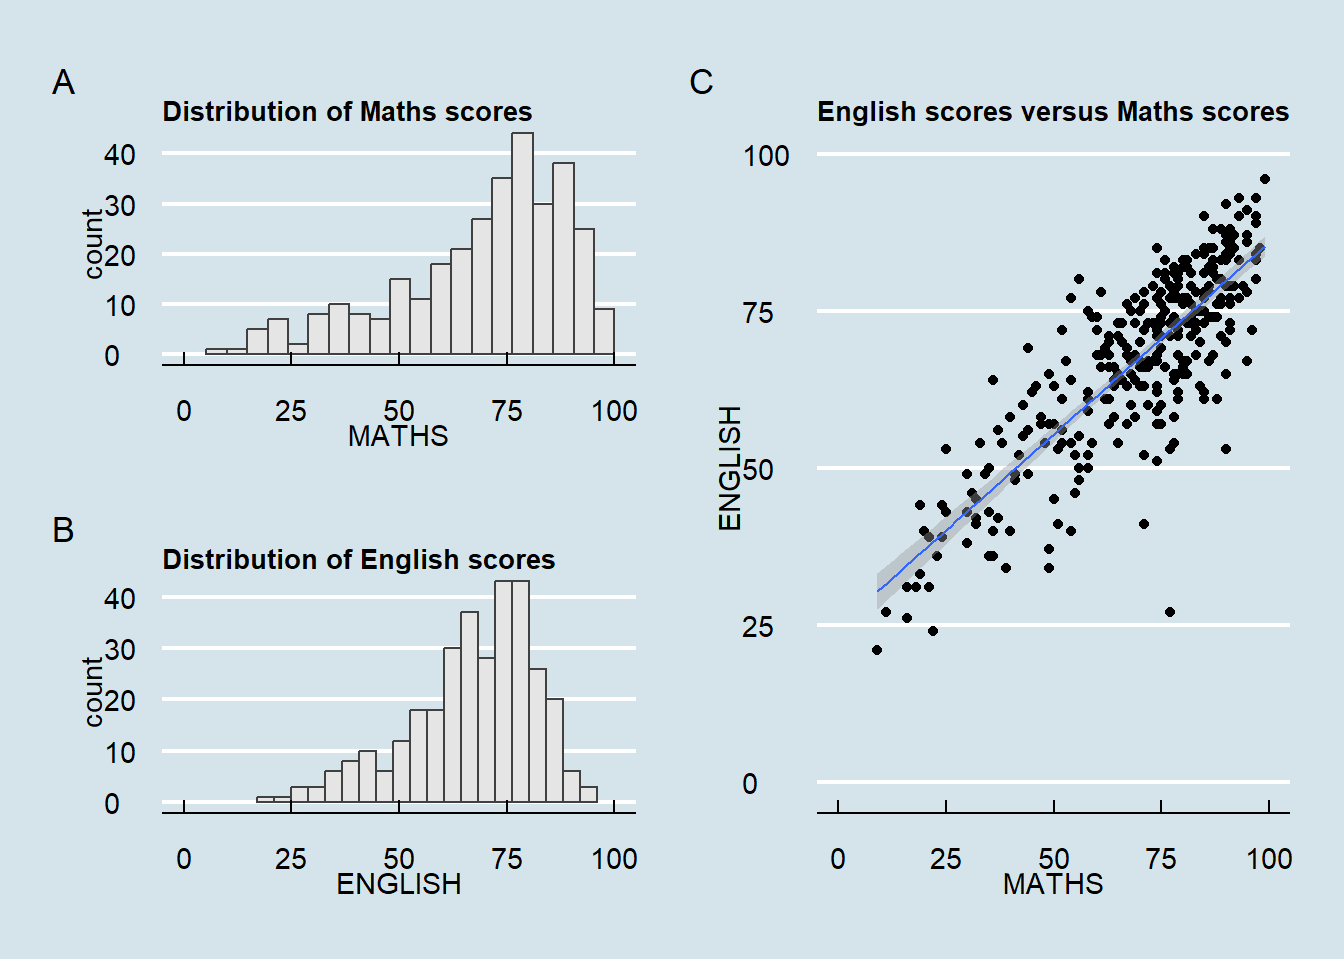 A
Distribution of Maths scores
40
30
20
10
0
count
0 25 50 75 100
MATHS
B
Distribution of English scores
40
30
20
10
0
count
0 25 50 75 100
ENGLISH
C
English scores versus Maths scores
100
75
50
25
0
ENGLISH
0 25 50 75 100
MATHS